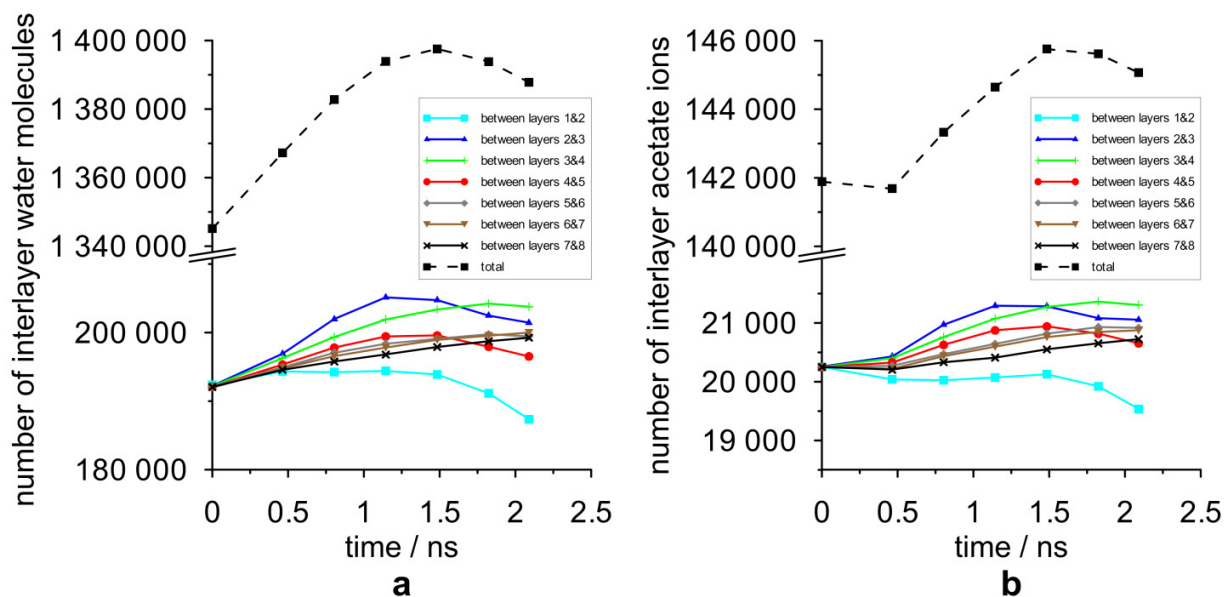 number of interlayer water molecules
1 400 000
1 380 000
1 360 000
1 340 000
200 000
180 000
0
0.5
1
1.5
2
2.5
time / ns
a
between layers 1&2
between layers 2&3
between layers 3&4
between layers 4&5
between layers 5&6
between layers 6&7
between layers 7&8
total
number of interlayer acetate ions
146 000
144 000
142 000
140 000
21 000
20 000
19 000
0
0.5
1
1.5
2
2.5
time / ns
b
between layers 1&2
between layers 2&3
between layers 3&4
between layers 4&5
between layers 5&6
between layers 6&7
between layers 7&8
total